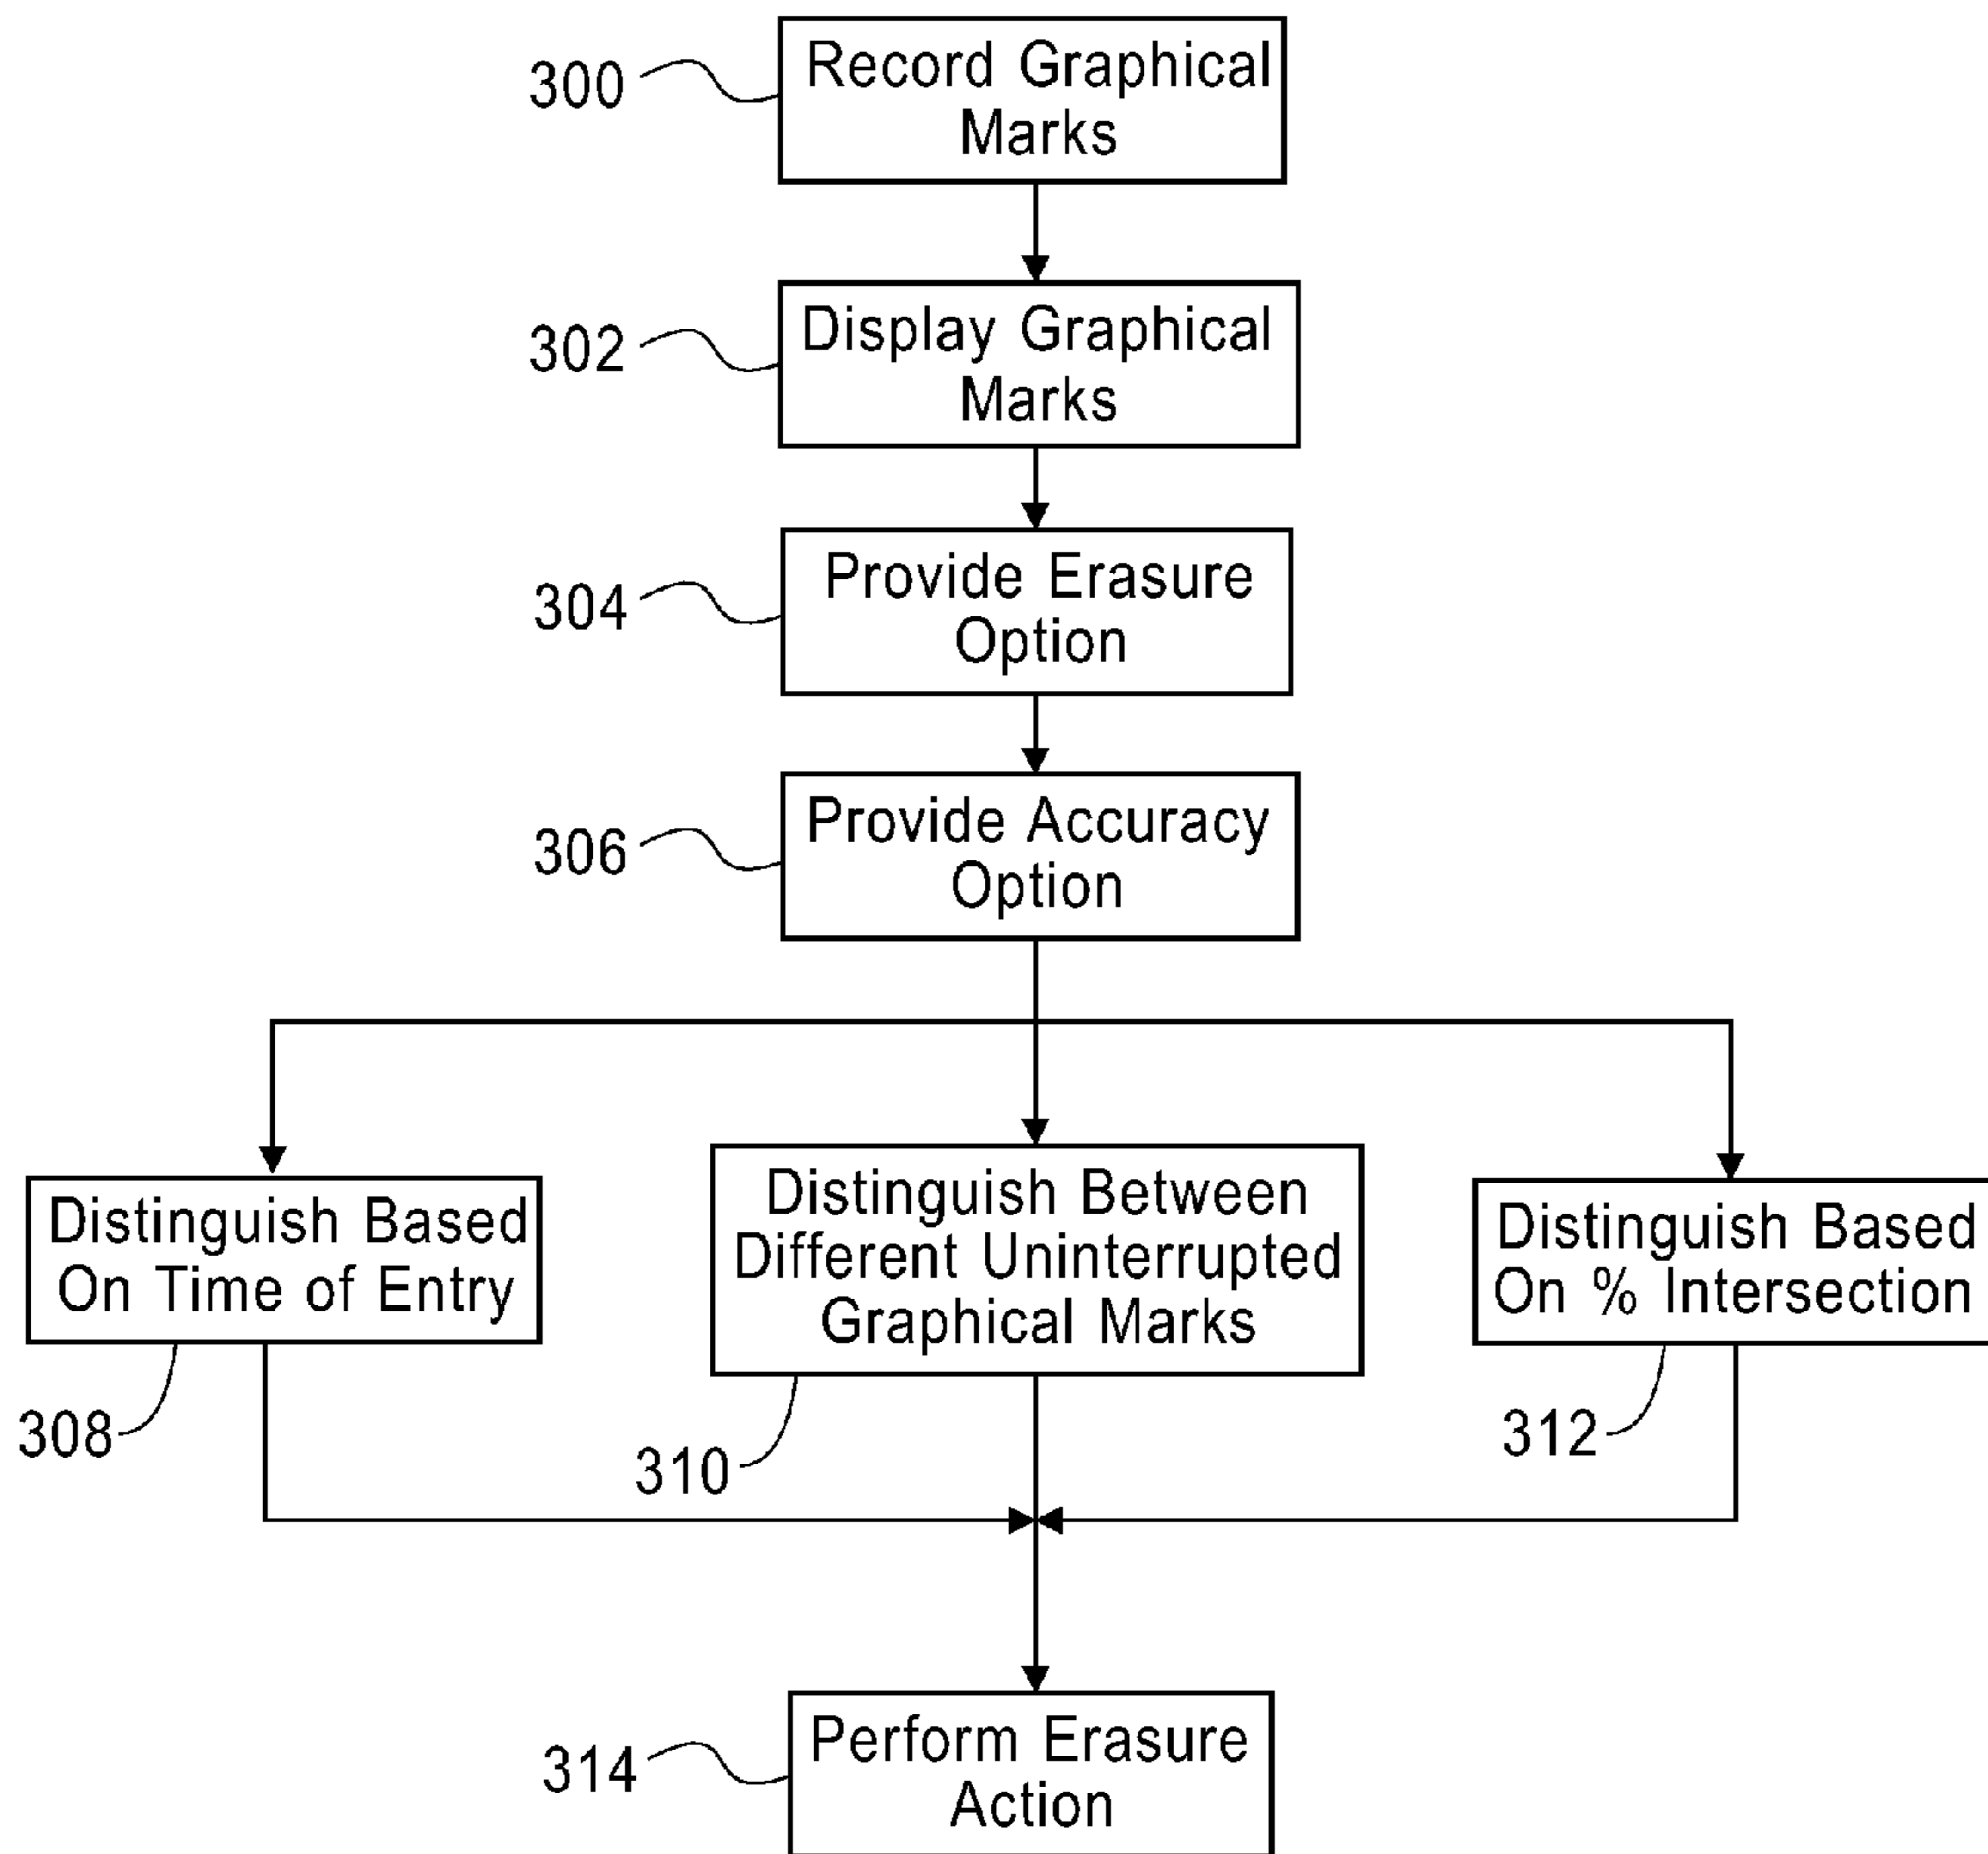 300
Record Graphical
Marks
302
Display Graphical
Marks
304
Provide Erasure
Option
306
Provide Accuracy
Option
Distinguish Based
On Time of Entry
308
Distinguish Between
Different Uninterrupted
Graphical Marks
310
Distinguish Based
On % Intersection
312
314
Perform Erasure
Action